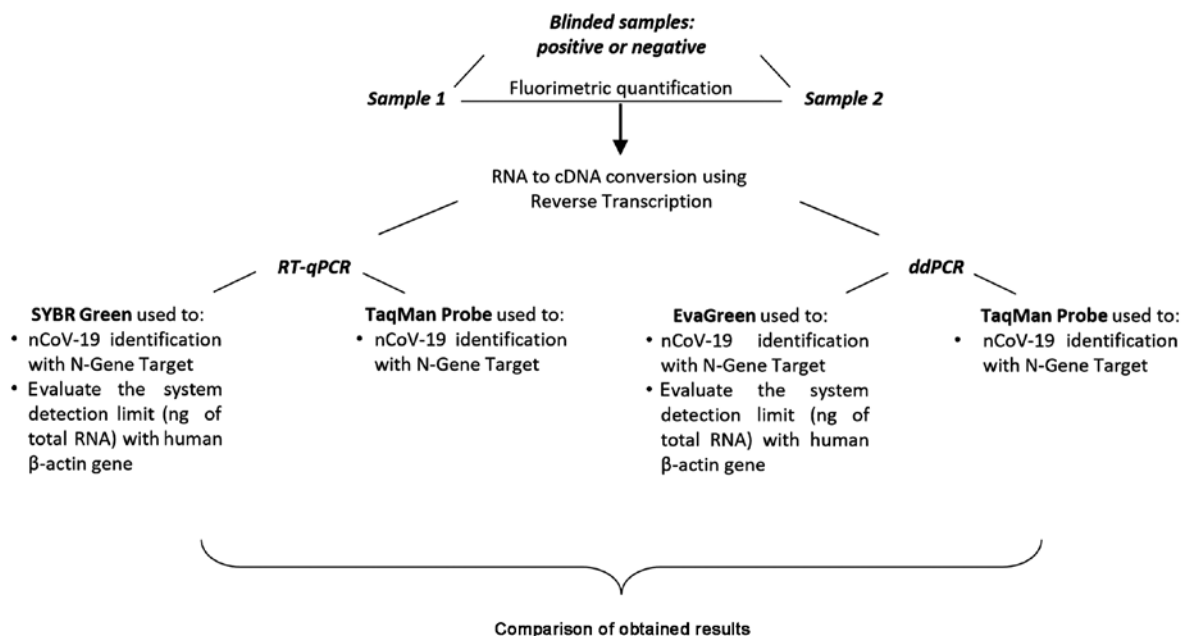 Blinded samples:
positive or negative
Fluorimetric quantification
Sample 1
Sample 2
RNA to cDNA conversion using
Reverse Transcription
RT-qPCR
ddPCR
SYBR Green used to:
• nCoV-19 identification
with N-Gene Target
• Evaluate the system
detection limit (ng of
total RNA) with human
β-actin gene
TaqMan Probe used to:
• nCoV-19 identification
with N-Gene Target
EvaGreen used to:
• nCoV-19 identification
with N-Gene Target
• Evaluate the system
detection limit (ng of
total RNA) with human
β-actin gene
TaqMan Probe used to:
• nCoV-19 identification
with N-Gene Target
Comparison of obtained results